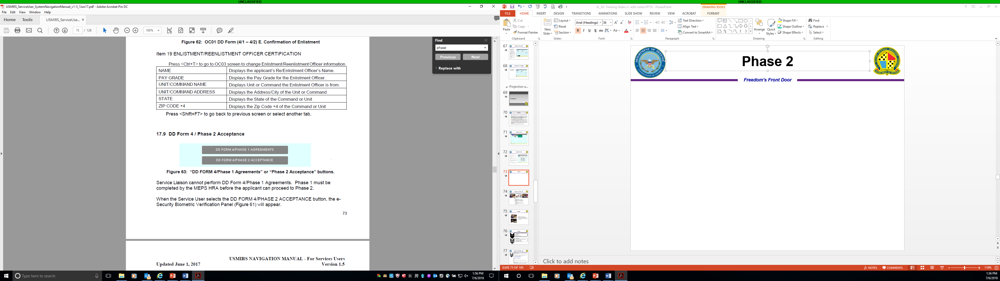 UNCLASSIFIED
USMIRS_ServiceUser_SystemNavigationManual_v1-5_1Jun17.pdf - Adobe Acrobat Pro DC
File Edit View Window Help
Home Tools USMIRS_ServiceUse... ×
73 / 128 100%
Figure 62: OC01 DD Form (4/1 – 4/2) E. Confirmation of Enlistment
Item 19 ENLISTMENT/REENLISTMENT OFFICER CERTIFICATION
Press <Ctrl+T> to go to OC03 screen to change Enlistment/Reenlistment Officer information.
NAME Displays the applicant's Re/Enlistment Officer's Name.
PAY GRADE Displays the Pay Grade for the Enlistment Officer.
UNIT/COMMAND NAME Displays Unit or Command the Enlistment Officer is from.
UNIT/COMMAND ADDRESS Displays the Address/City of the Unit or Command
STATE Displays the State of the Command or Unit
ZIP CODE +4 Displays the Zip Code +4 of the Command or Unit
Press <Shift+F7> to go back to previous screen or select another tab.
17.9 DD Form 4 / Phase 2 Acceptance
DD FORM 4/PHASE 1 AGREEMENTS
DD FORM 4/PHASE 2 ACCEPTANCE
Figure 63: “DD FORM 4/Phase 1 Agreements” or “Phase 2 Acceptance” buttons.
Service Liaison cannot perform DD Form 4/Phase 1 Agreements. Phase 1 must be
completed by the MEPS HRA before the applicant can proceed to Phase 2.
When the Service User selects the DD FORM 4/PHASE 2 ACCEPTANCE button, the e-
Security Biometric Verification Panel (Figure 61) will appear.
73
USMIRS NAVIGATION MANUAL - For Services Users
Updated June 1, 2017 Version 1.5
Find
phase
Previous Next
Replace with
Type here to search
1:56 PM
7/6/2018
UNCLASSIFIED
SL_GC Training Slides v1 with notes.PPTX - PowerPoint
DRAWING TOOLS
FILE HOME INSERT DESIGN TRANSITIONS ANIMATIONS SLIDE SHOW REVIEW VIEW ACROBAT FORMAT
Paste
Cut
Copy
Format Painter
Clipboard
New
Slide
Layout
Reset
Section
Slides
Arial (Headings) 36
Font
Text Direction
Align Text
Convert to SmartArt
Paragraph
Arrange
Quick
Styles
Shape Fill
Shape Outline
Shape Effects
Drawing
Find
Replace
Select
Editing
67
68
Projection a...
69
70
71
72
73
74
75
76
77
DEPARTMENT OF DEFENSE
UNITED STATES OF AMERICA
Phase 2
DEPARTMENT OF DEFENSE
Freedom's Front Door
Click to add notes
SLIDE 73 OF 105
NOTES COMMENTS 110%
1:56 PM
7/6/2018